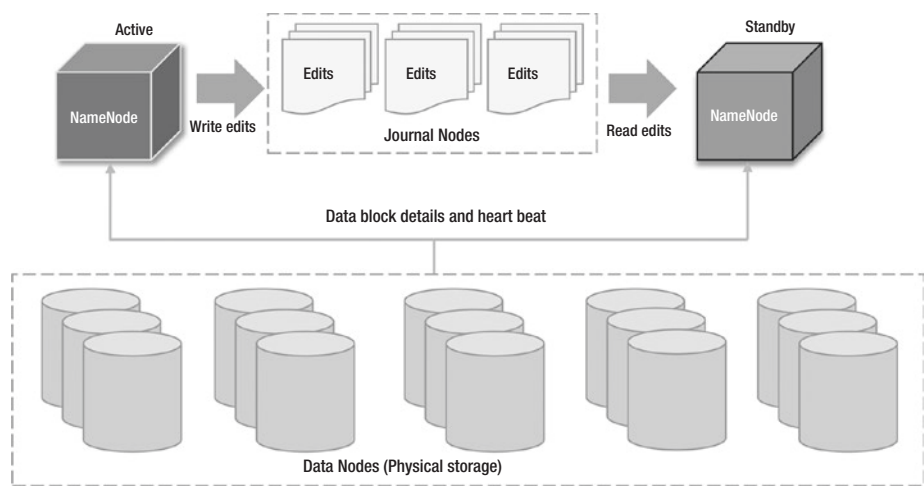 Active
Standby
Edits
Edits
Edits
NameNode
NameNode
Write edits
Journal Nodes
Read edits
Data block details and heart beat
Data Nodes (Physical storage)